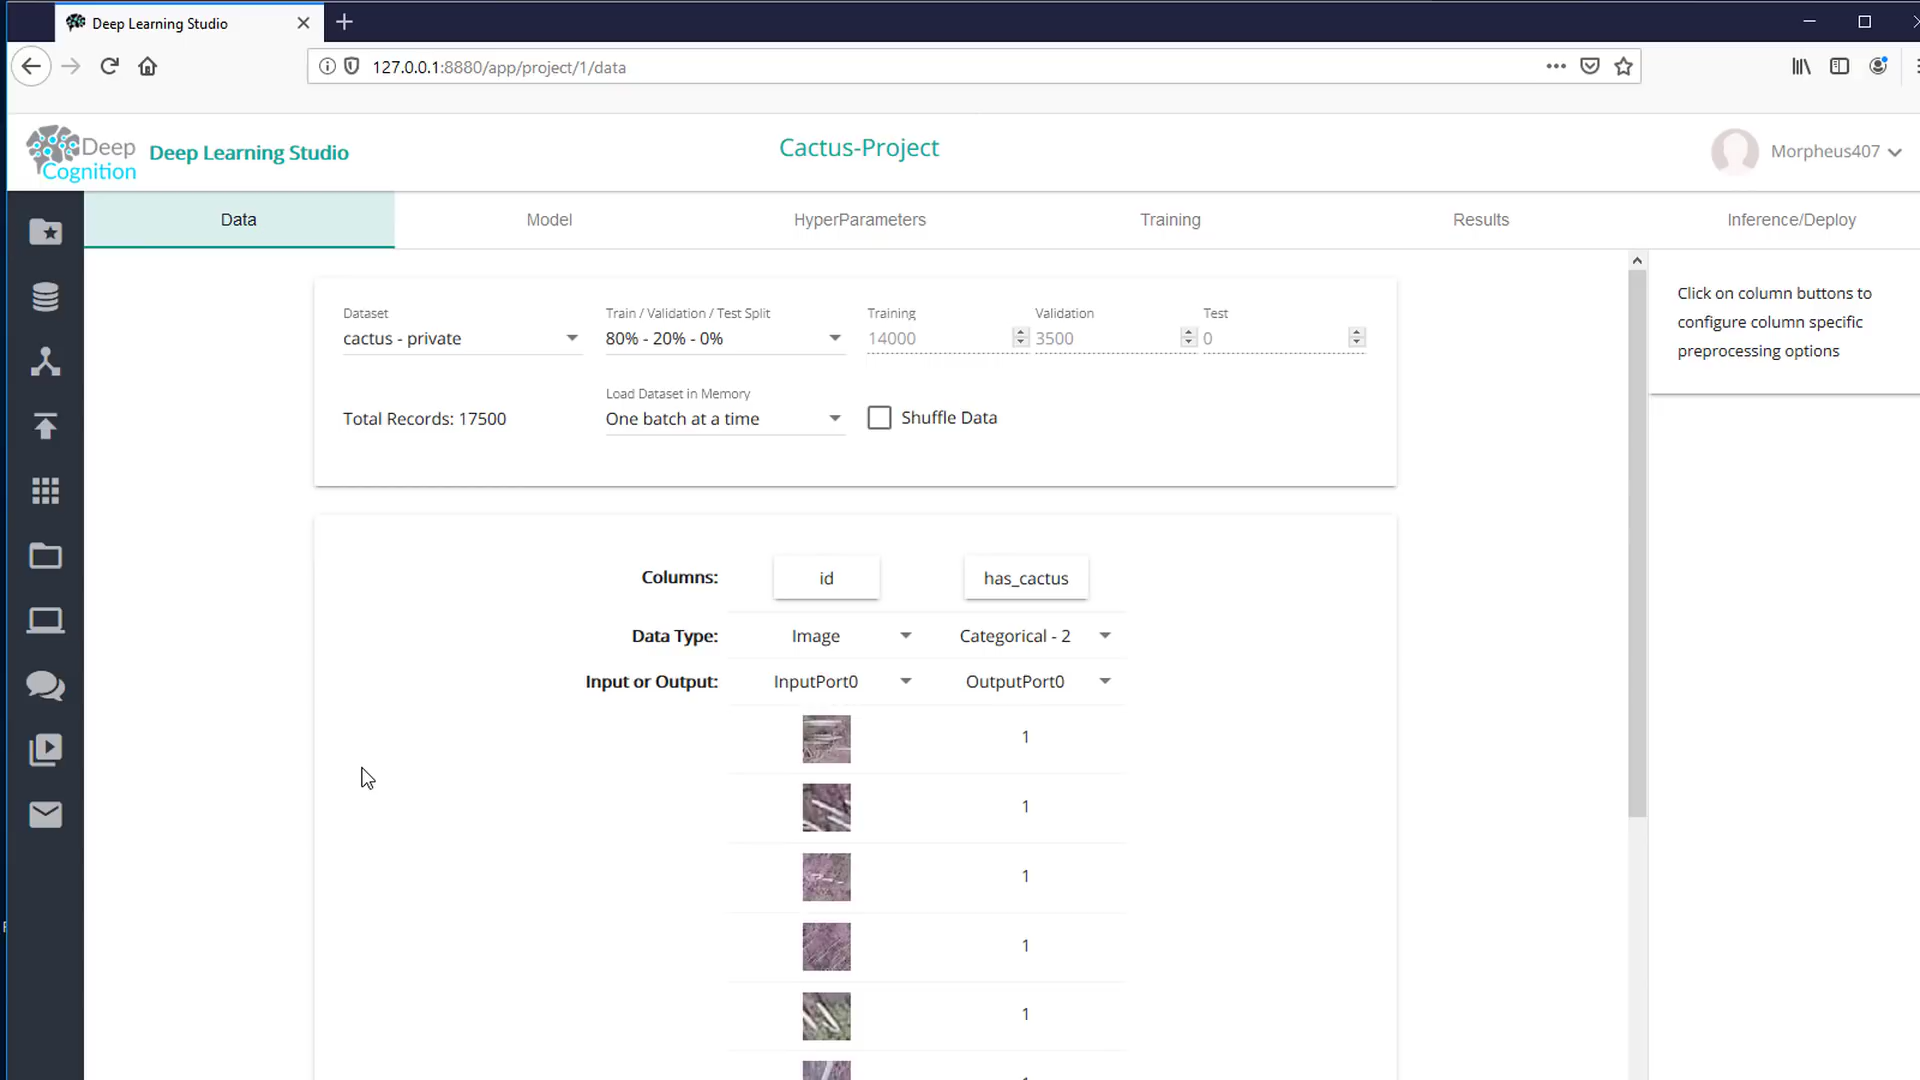 Deep Learning Studio
127.0.0.1:8880/app/project/1/data
Deep
Cognition
Deep Learning Studio
Cactus-Project
Morpheus407
Data
Model
HyperParameters
Training
Results
Inference/Deploy
Dataset
cactus - private
Train / Validation / Test Split
80% - 20% - 0%
Training
14000
Validation
3500
Test
0
Total Records: 17500
Load Dataset in Memory
One batch at a time
Shuffle Data
Click on column buttons to
configure column specific
preprocessing options
Columns:
id
has_cactus
Data Type:
Image
Categorical - 2
Input or Output:
InputPort0
OutputPort0
1
1
1
1
1